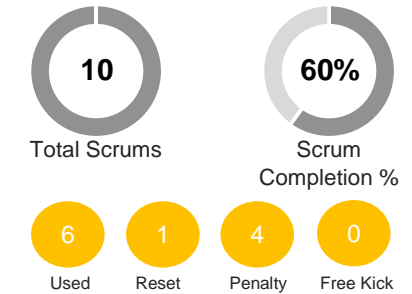 10
60%
Total Scrums
Scrum
Completion %
6
1
4
0
Used
Reset
Penalty
Free Kick